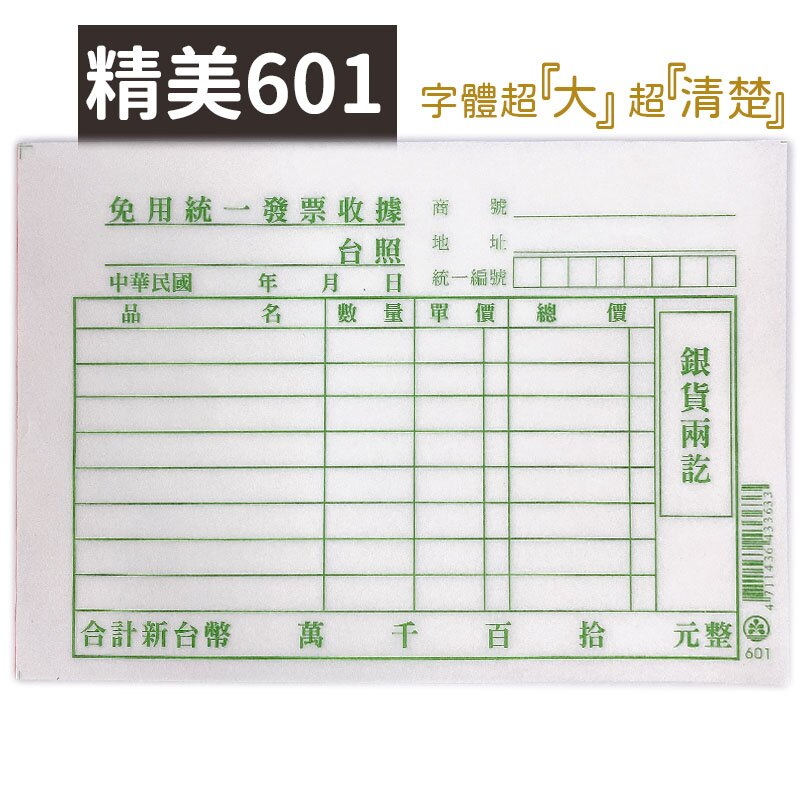 精美601
字體超『大』超『清楚』
免用統一發票收據
商號
台照
地址
中華民國 年 月 日
統一編號
品名 數量 單價 總價
銀貨兩訖
合計新台幣 萬 千 百 拾 元整
4 711436 433633
601